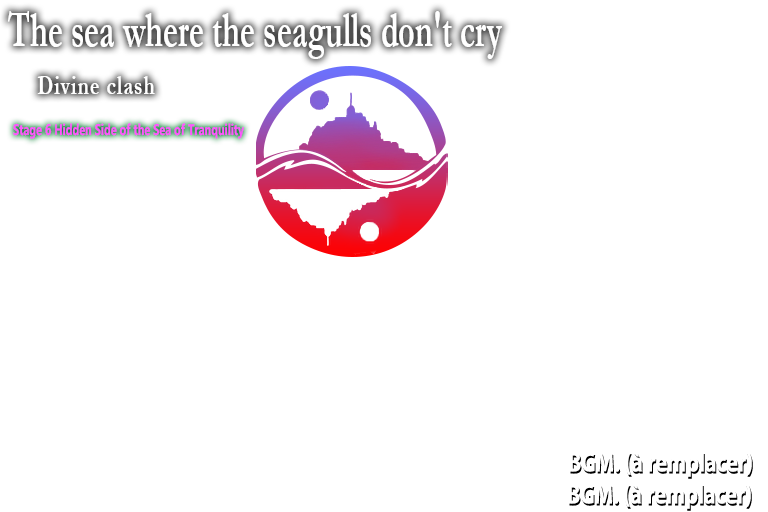 The sea where the seagulls don't cry
Divine clash
Stage 6 Hidden Side of the Sea of Tranquility
BGM. (à remplacer)
BGM. (à remplacer)